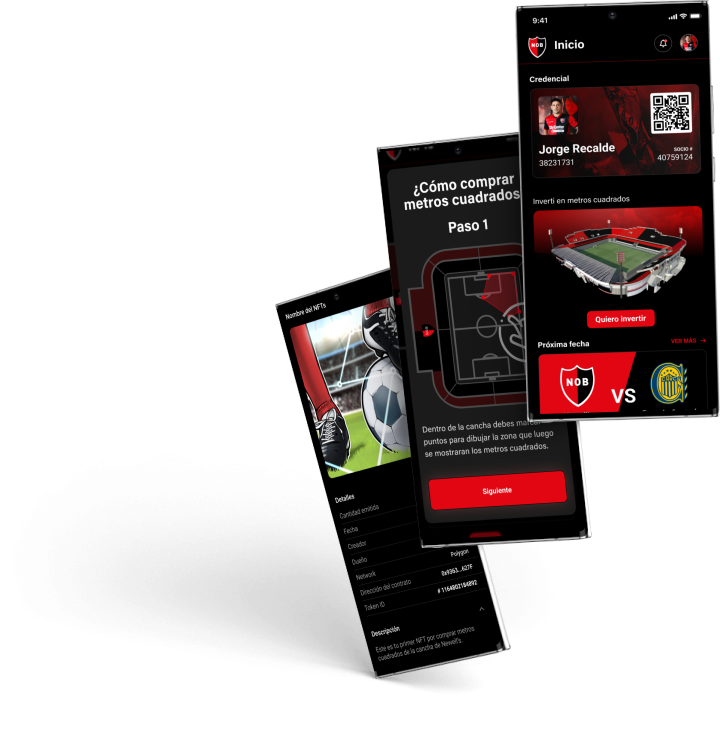 9:41
NOB
Inicio
Credencial
Jorge Recalde
38231731
SOCIO #
40759124
Invertí en metros cuadrados
Quiero invertir
Próxima fecha
VER MÁS →
NOB
VS
¿Cómo comprar
metros cuadrados
Paso 1
Dentro de la cancha debes
puntos para dibujar la zona que luego
se mostraran los metros cuadrados.
Siguiente
Nombre del NFTs
Detalles
Cantidad emitida
Fecha
Creador
Dueño
Network
Polygon
Dirección del contrato
0x9363...627F
Token ID
# 1164802184892
Descripción
Este es tu primer NFT por comprar metros
cuadrados de la cancha de Newell's.